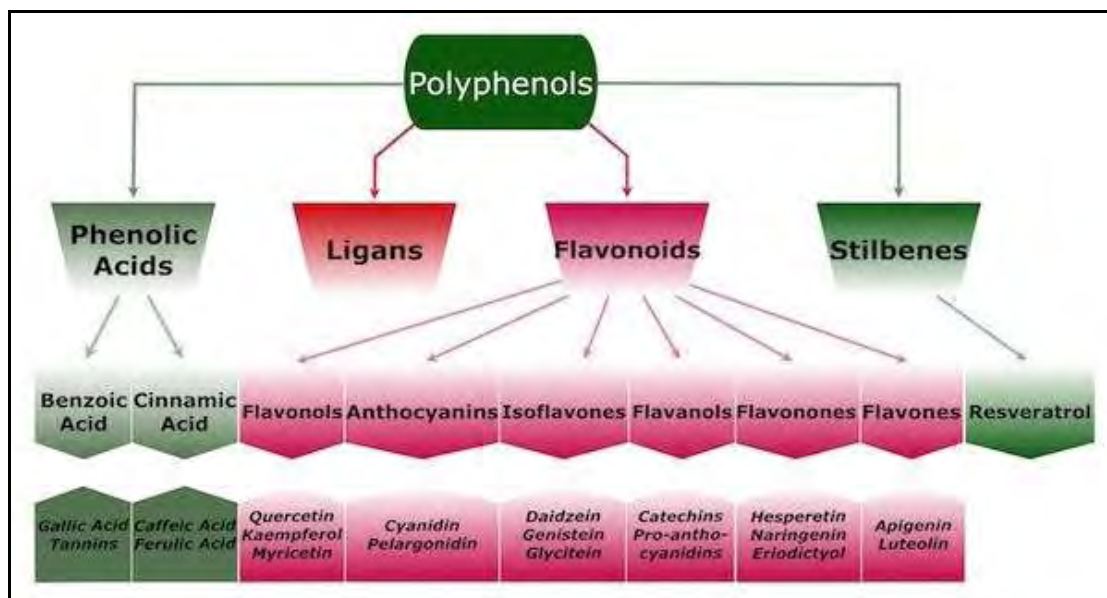 Polyphenols
Phenolic
Acids
Ligans
Flavonoids
Stilbenes
Benzoic
Acid
Cinnamic
Acid
Flavonols
Anthocyanins
Isoflavones
Flavanols
Flavonones
Flavones
Resveratrol
Gallic Acid
Tannins
Caffeic Acid
Ferulic Acid
Quercetin
Kaempferol
Myricetin
Cyanidin
Pelargonidin
Daidzein
Genistein
Glycitein
Catechins
Pro-antho-
cyanidins
Hesperetin
Naringenin
Eriodictyol
Apigenin
Luteolin